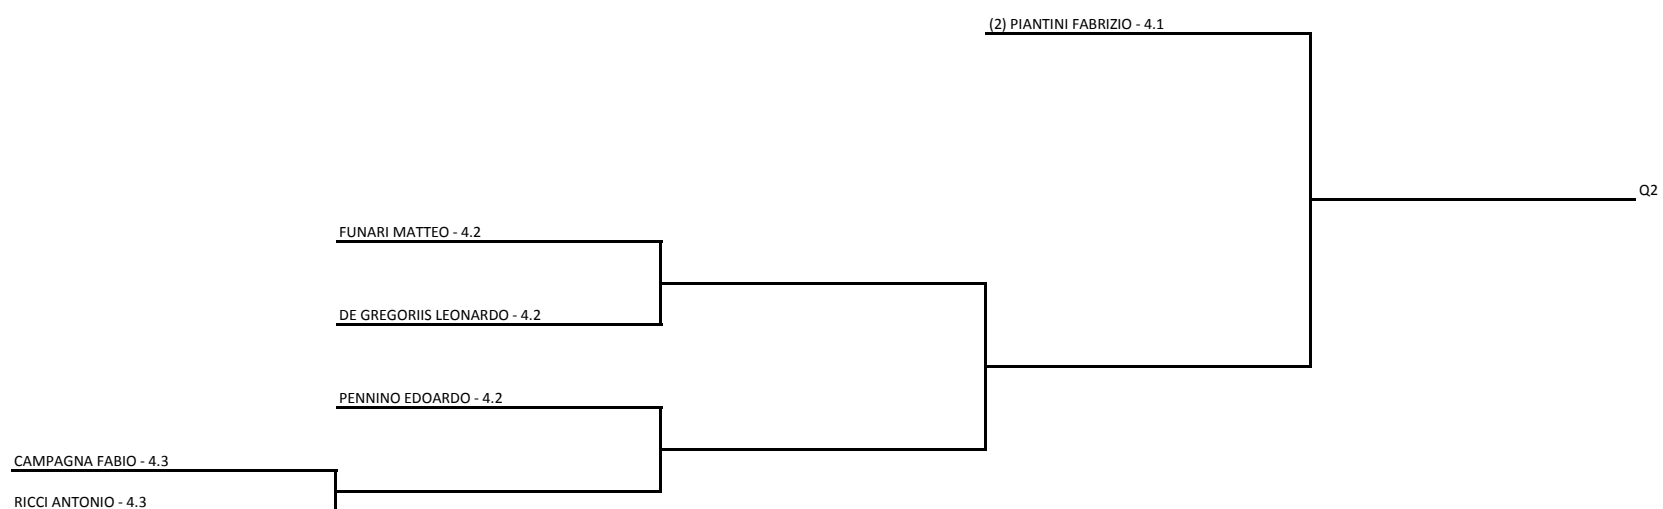 (2) PIANTINI FABRIZIO - 4.1
Q2
FUNARI MATTEO - 4.2
DE GREGORIIS LEONARDO - 4.2
PENNINO EDOARDO - 4.2
CAMPAGNA FABIO - 4.3
RICCI ANTONIO - 4.3